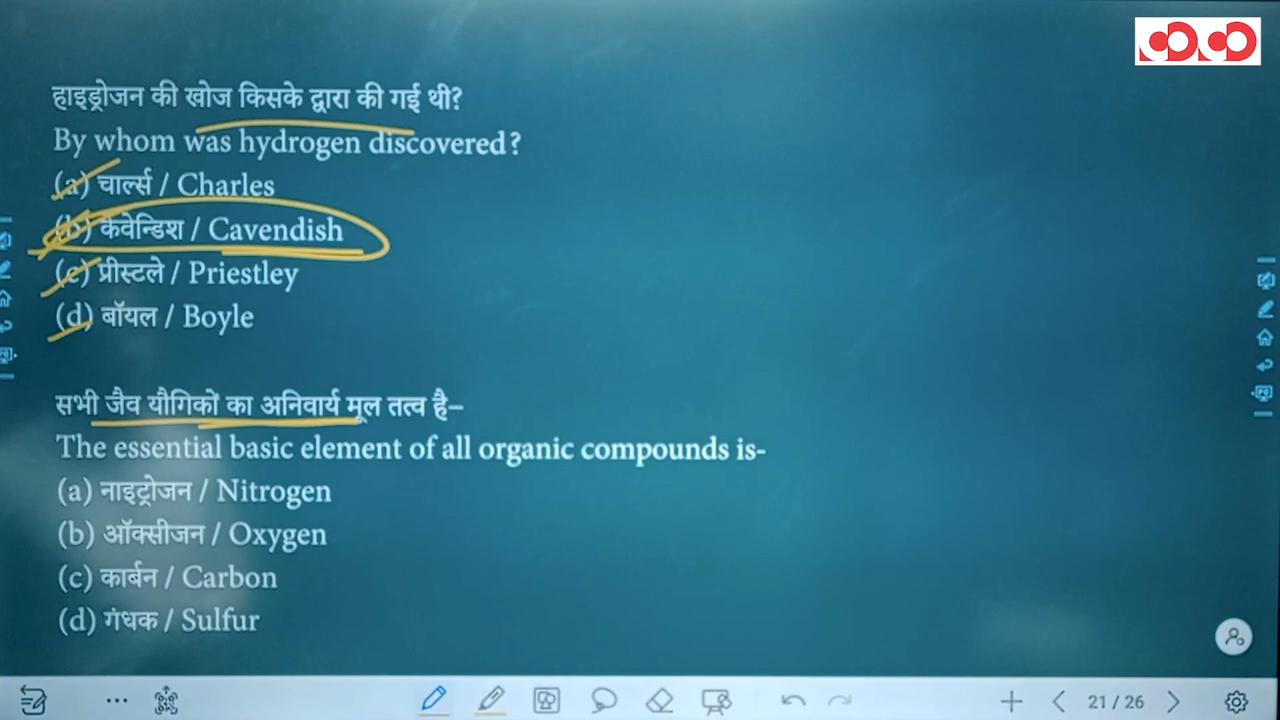 हाइड्रोजन की खोज किसके द्वारा की गई थी?
By whom was hydrogen discovered?
(a) चार्ल्स / Charles
(b) कैवेन्डिश / Cavendish
(c) प्रीस्टले / Priestley
(d) बॉयल / Boyle
सभी जैव यौगिकों का अनिवार्य मूल तत्व है–
The essential basic element of all organic compounds is-
(a) नाइट्रोजन / Nitrogen
(b) ऑक्सीजन / Oxygen
(c) कार्बन / Carbon
(d) गंधक / Sulfur
21 / 26